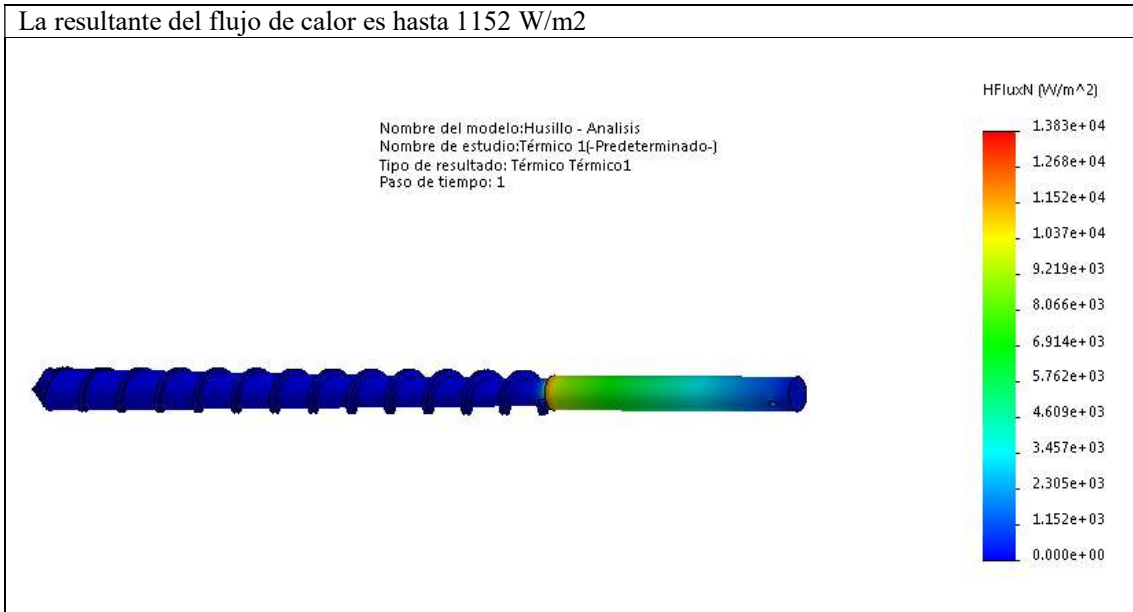 La resultante del flujo de calor es hasta 1152 W/m2
HFluxN (W/m^2)
Nombre del modelo:Husillo - Analisis
Nombre de estudio:Térmico 1(-Predeterminado-)
Tipo de resultado: Térmico Térmico1
Paso de tiempo: 1
1.383e+04
1.268e+04
1.152e+04
1.037e+04
9.219e+03
8.066e+03
6.914e+03
5.762e+03
4.609e+03
3.457e+03
2.305e+03
1.152e+03
0.000e+00